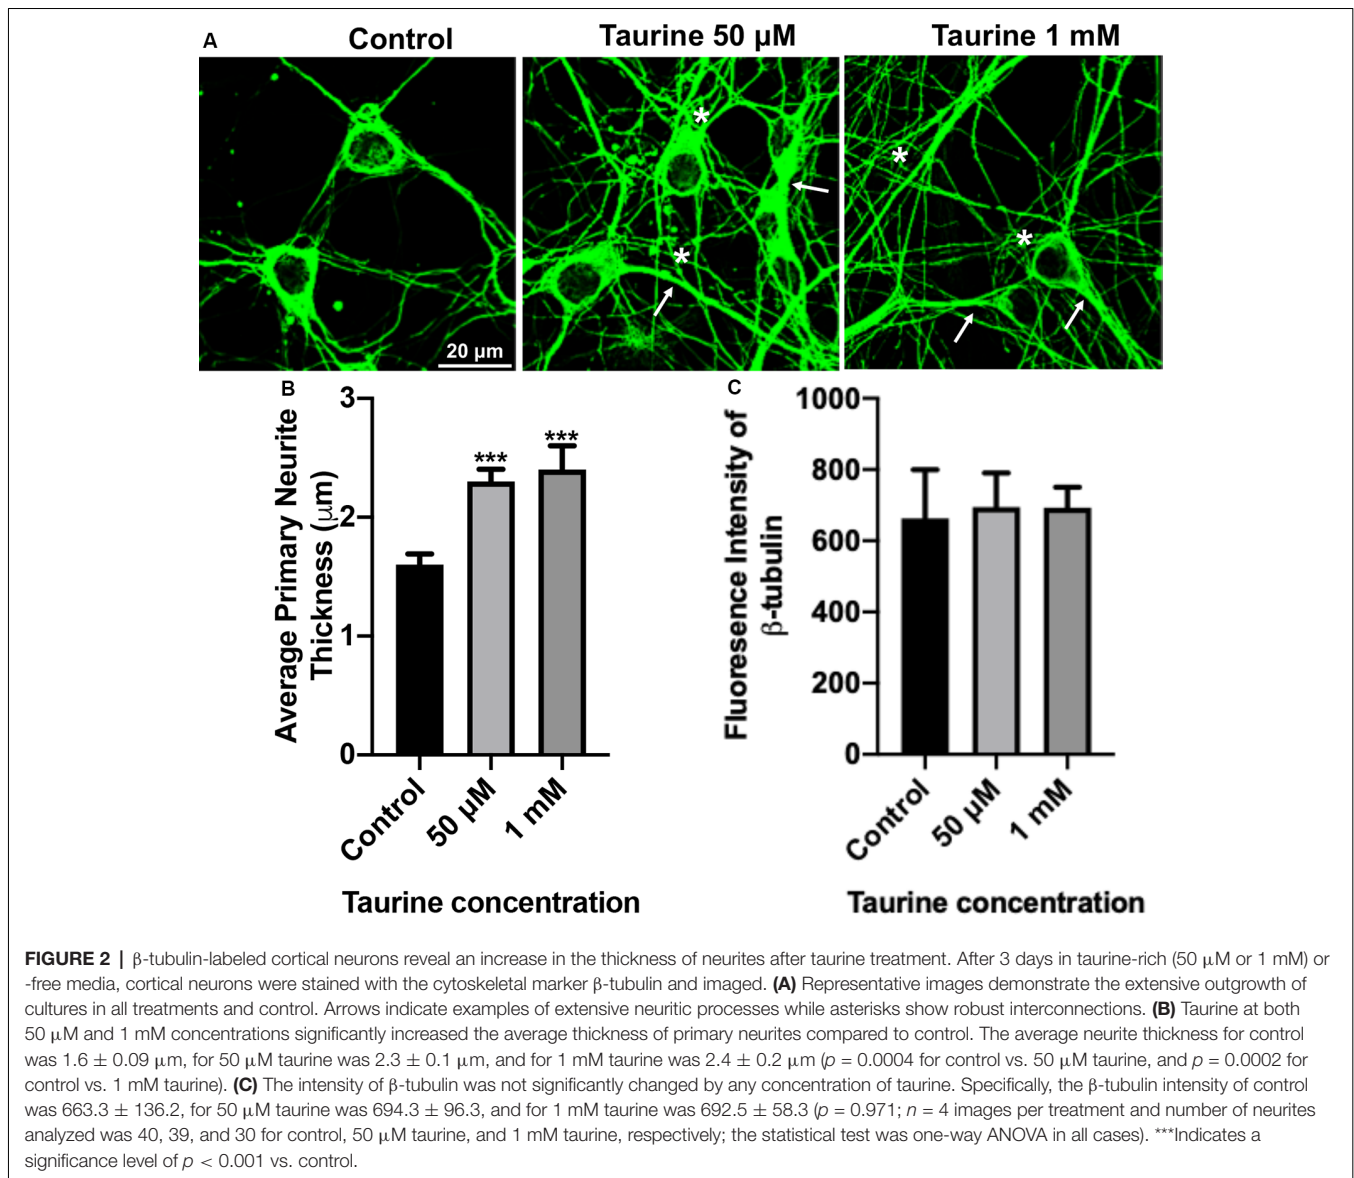 A
Control
Taurine 50 μM
Taurine 1 mM
*
*
*
*
20 μm
B
Average Primary Neurite
Thickness (μm)
3
2
1
0
***
***
Control
50 μM
1 mM
Taurine concentration
C
Fluoresence Intensity of
β-tubulin
1000
800
600
400
200
0
Control
50 μM
1 mM
Taurine concentration
FIGURE 2 | β-tubulin-labeled cortical neurons reveal an increase in the thickness of neurites after taurine treatment. After 3 days in taurine-rich (50 μM or 1 mM) or
-free media, cortical neurons were stained with the cytoskeletal marker β-tubulin and imaged. (A) Representative images demonstrate the extensive outgrowth of
cultures in all treatments and control. Arrows indicate examples of extensive neuritic processes while asterisks show robust interconnections. (B) Taurine at both
50 μM and 1 mM concentrations significantly increased the average thickness of primary neurites compared to control. The average neurite thickness for control
was 1.6 ± 0.09 μm, for 50 μM taurine was 2.3 ± 0.1 μm, and for 1 mM taurine was 2.4 ± 0.2 μm (p = 0.0004 for control vs. 50 μM taurine, and p = 0.0002 for
control vs. 1 mM taurine). (C) The intensity of β-tubulin was not significantly changed by any concentration of taurine. Specifically, the β-tubulin intensity of control
was 663.3 ± 136.2, for 50 μM taurine was 694.3 ± 96.3, and for 1 mM taurine was 692.5 ± 58.3 (p = 0.971; n = 4 images per treatment and number of neurites
analyzed was 40, 39, and 30 for control, 50 μM taurine, and 1 mM taurine, respectively; the statistical test was one-way ANOVA in all cases). ***Indicates a
significance level of p < 0.001 vs. control.